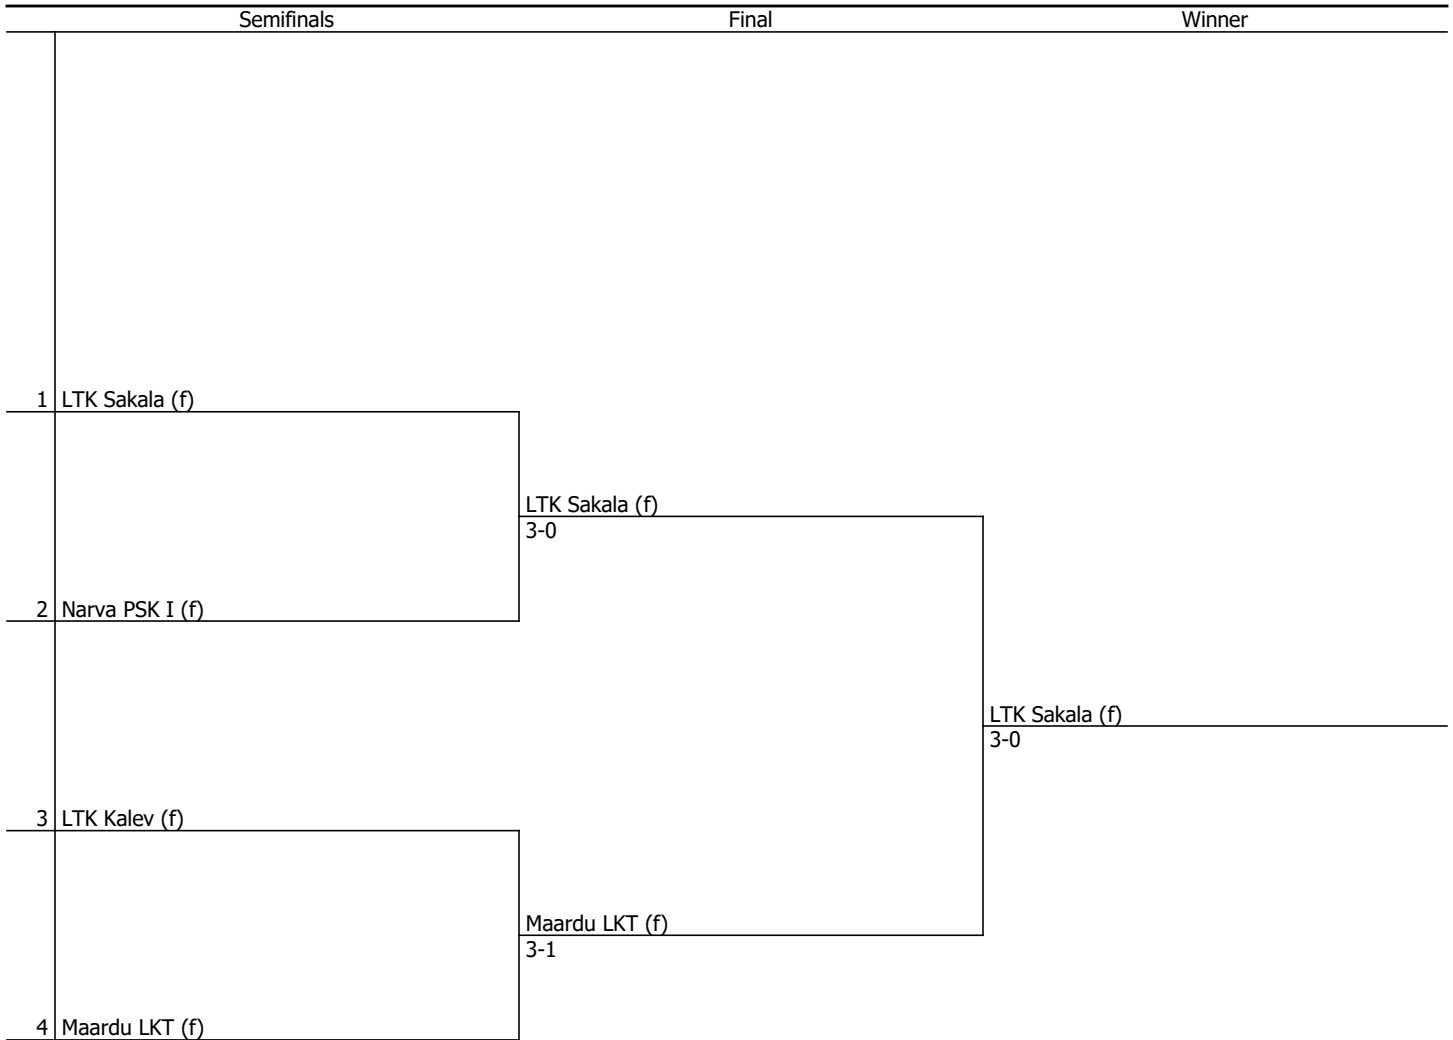 Semifinals Final Winner
1 LTK Sakala (f)
LTK Sakala (f)
3-0
2 Narva PSK I (f)
LTK Sakala (f)
3-0
3 LTK Kalev (f)
Maardu LKT (f)
3-1
4 Maardu LKT (f)